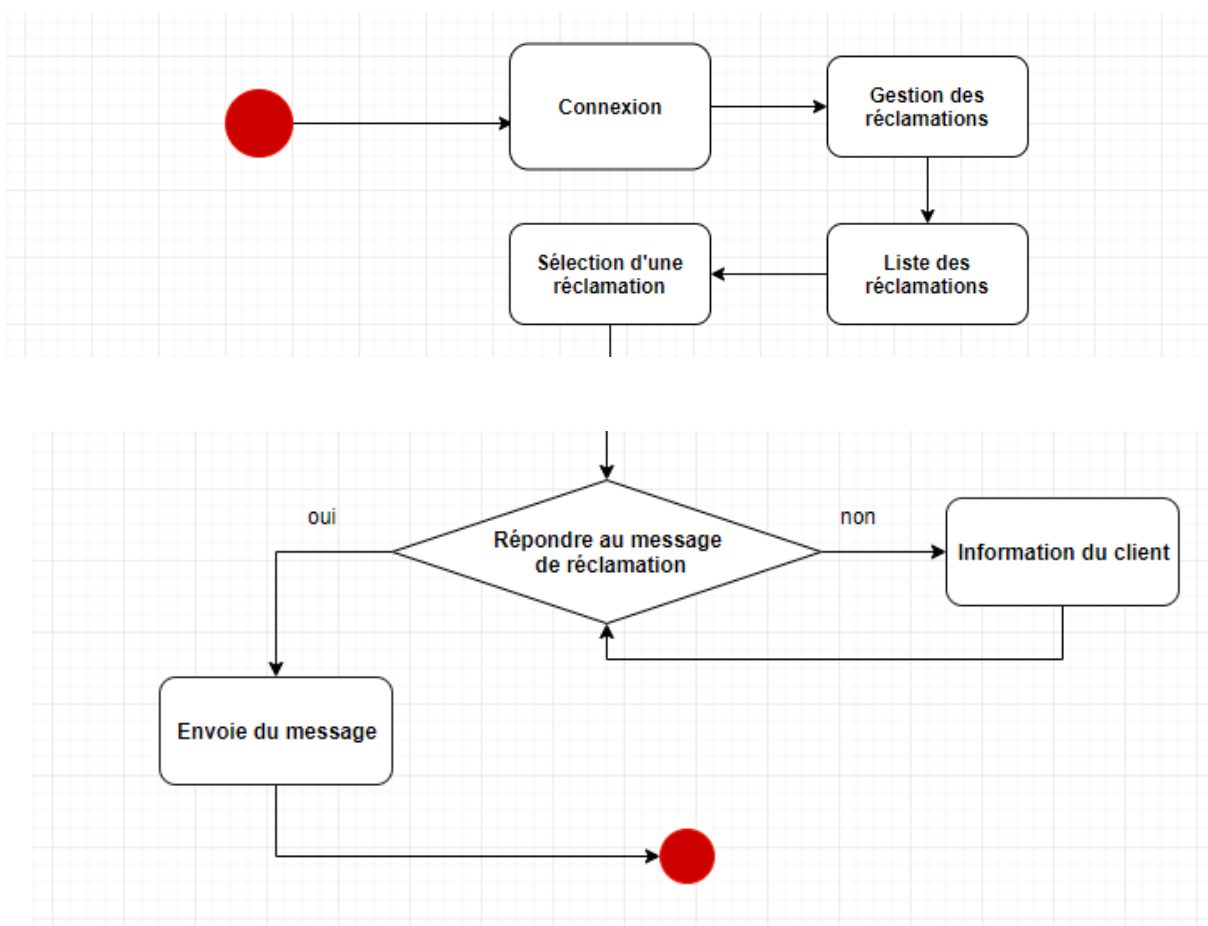 Connexion
Gestion des
réclamations
Sélection d'une
réclamation
Liste des
réclamations
oui
non
Répondre au message
de réclamation
Information du client
Envoie du message